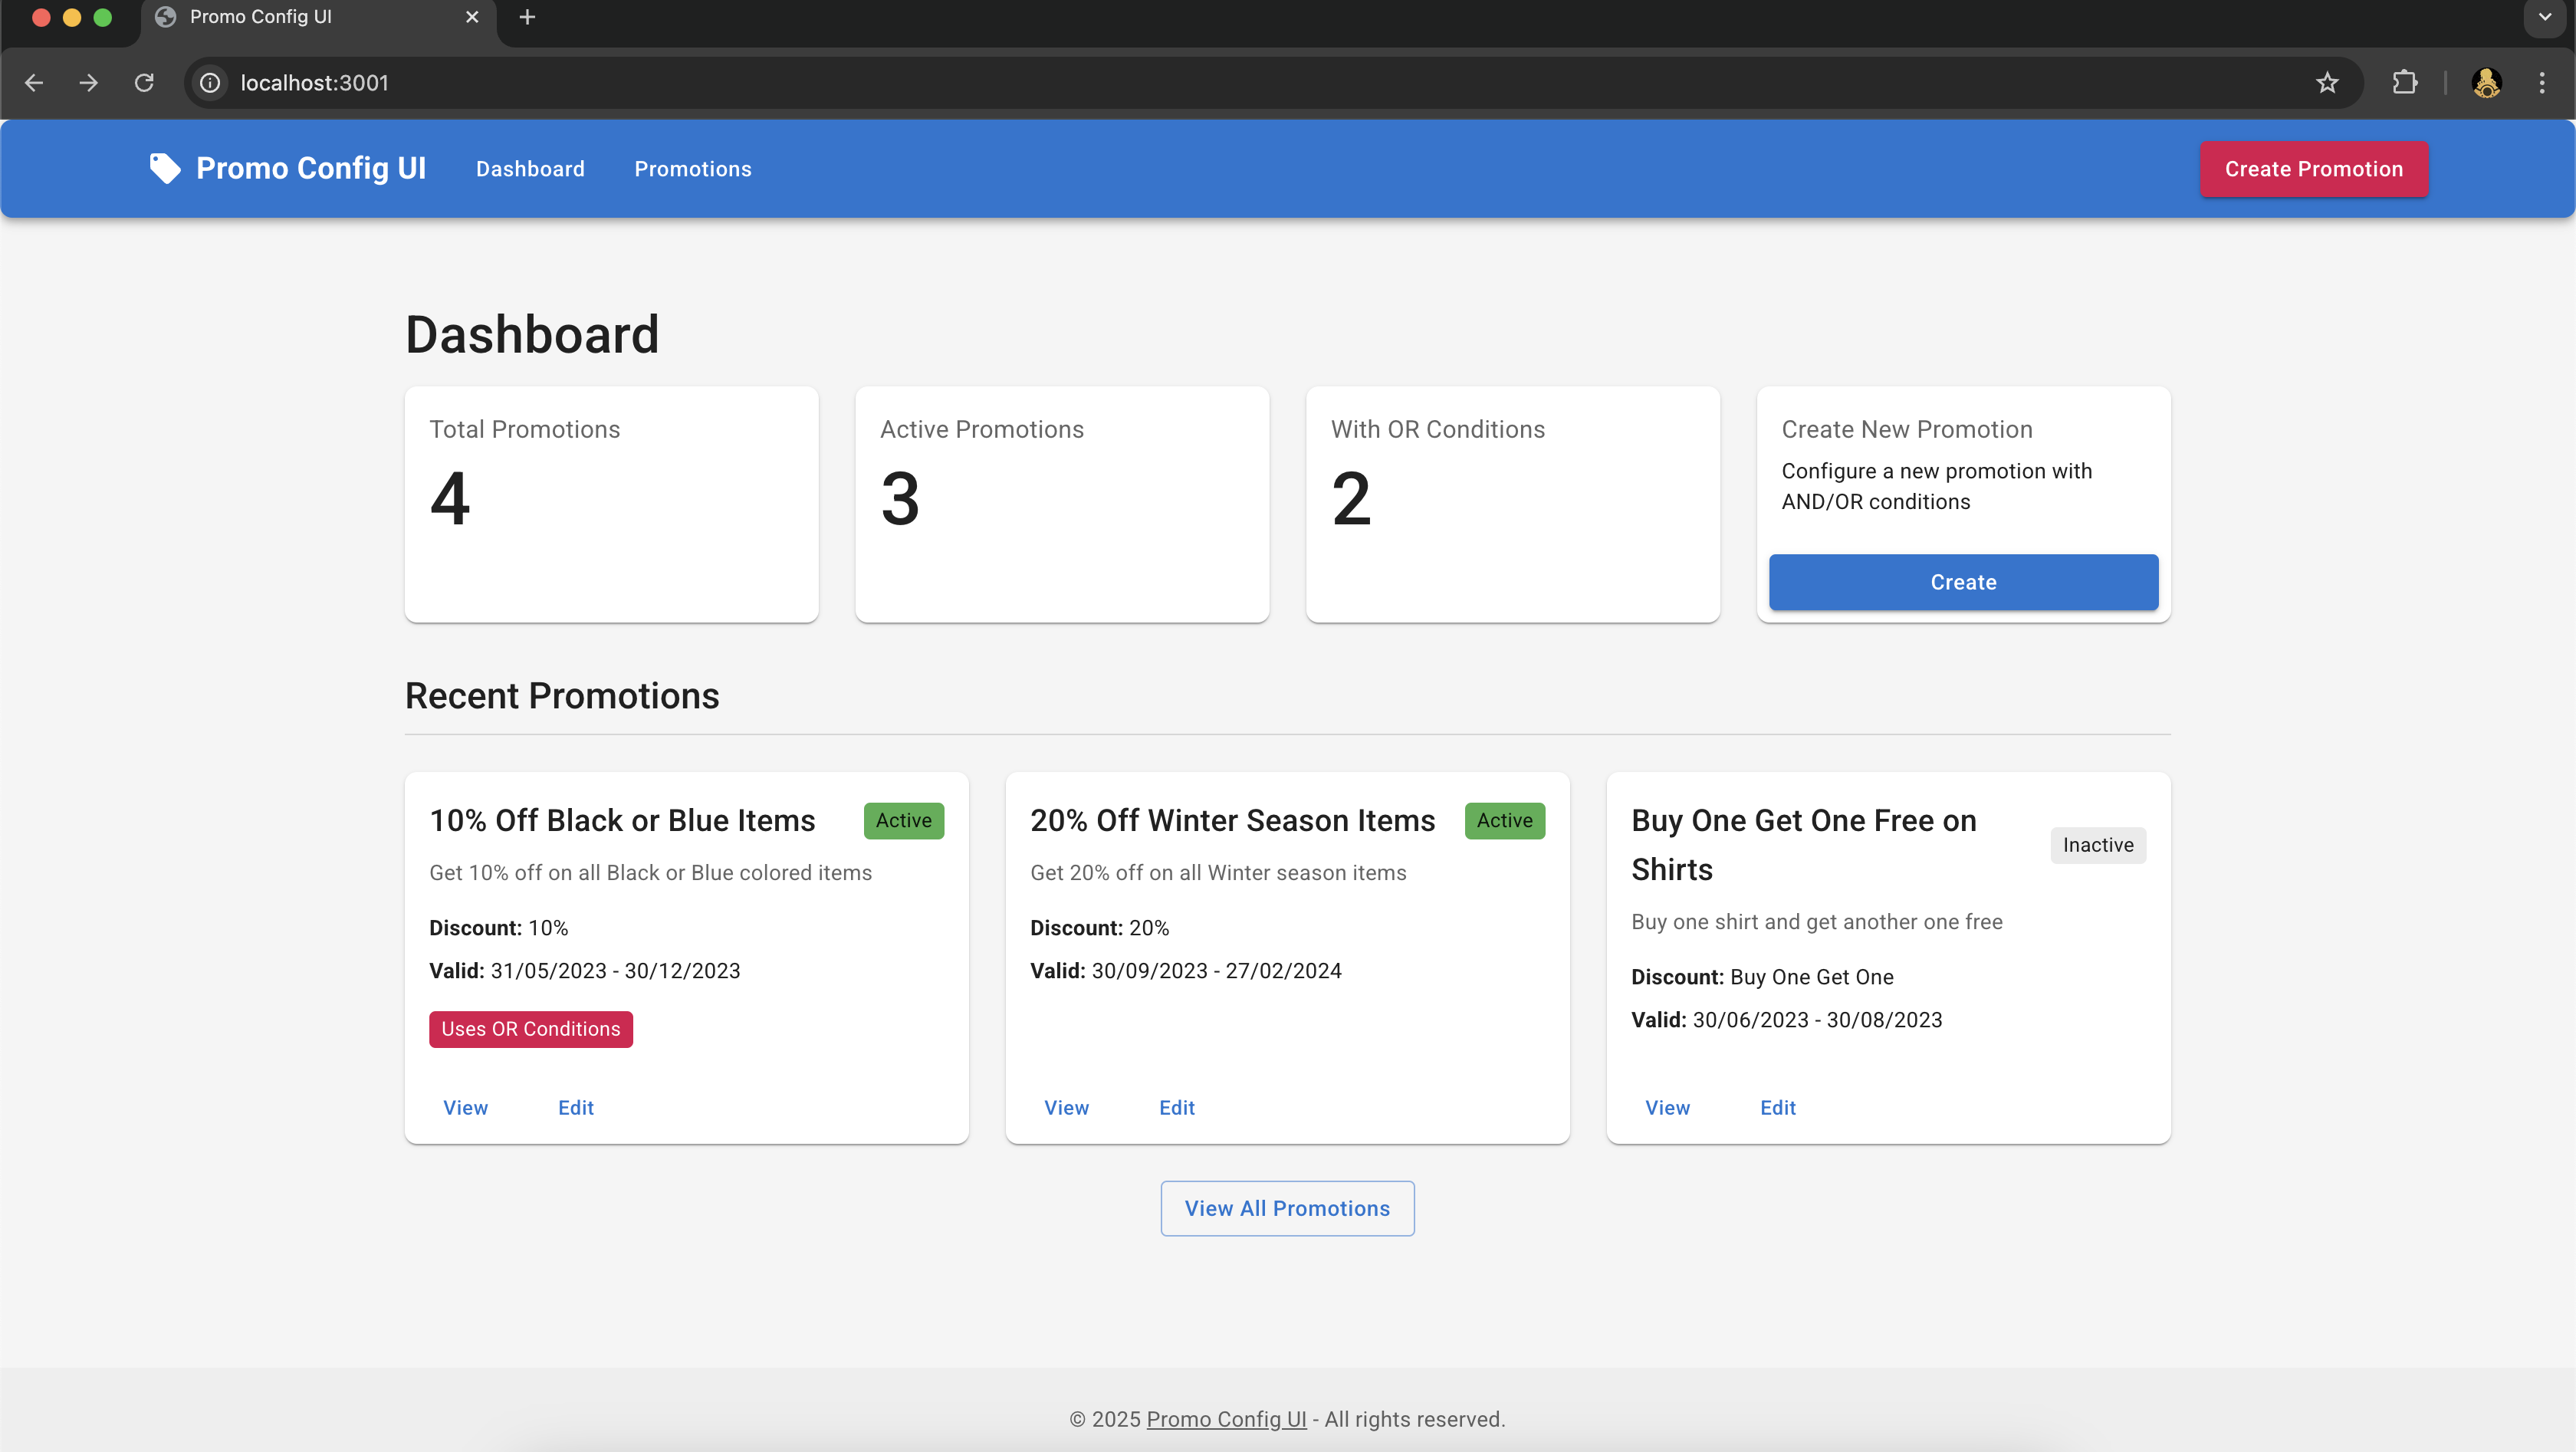 Promo Config UI
localhost:3001
Promo Config UI Dashboard Promotions Create Promotion
Dashboard
Total Promotions
4
Active Promotions
3
With OR Conditions
2
Create New Promotion
Configure a new promotion with
AND/OR conditions
Create
Recent Promotions
10% Off Black or Blue Items Active
Get 10% off on all Black or Blue colored items
Discount: 10%
Valid: 31/05/2023 - 30/12/2023
Uses OR Conditions
View Edit
20% Off Winter Season Items Active
Get 20% off on all Winter season items
Discount: 20%
Valid: 30/09/2023 - 27/02/2024
View Edit
Buy One Get One Free on
Shirts
Inactive
Buy one shirt and get another one free
Discount: Buy One Get One
Valid: 30/06/2023 - 30/08/2023
View Edit
View All Promotions
© 2025 Promo Config UI - All rights reserved.